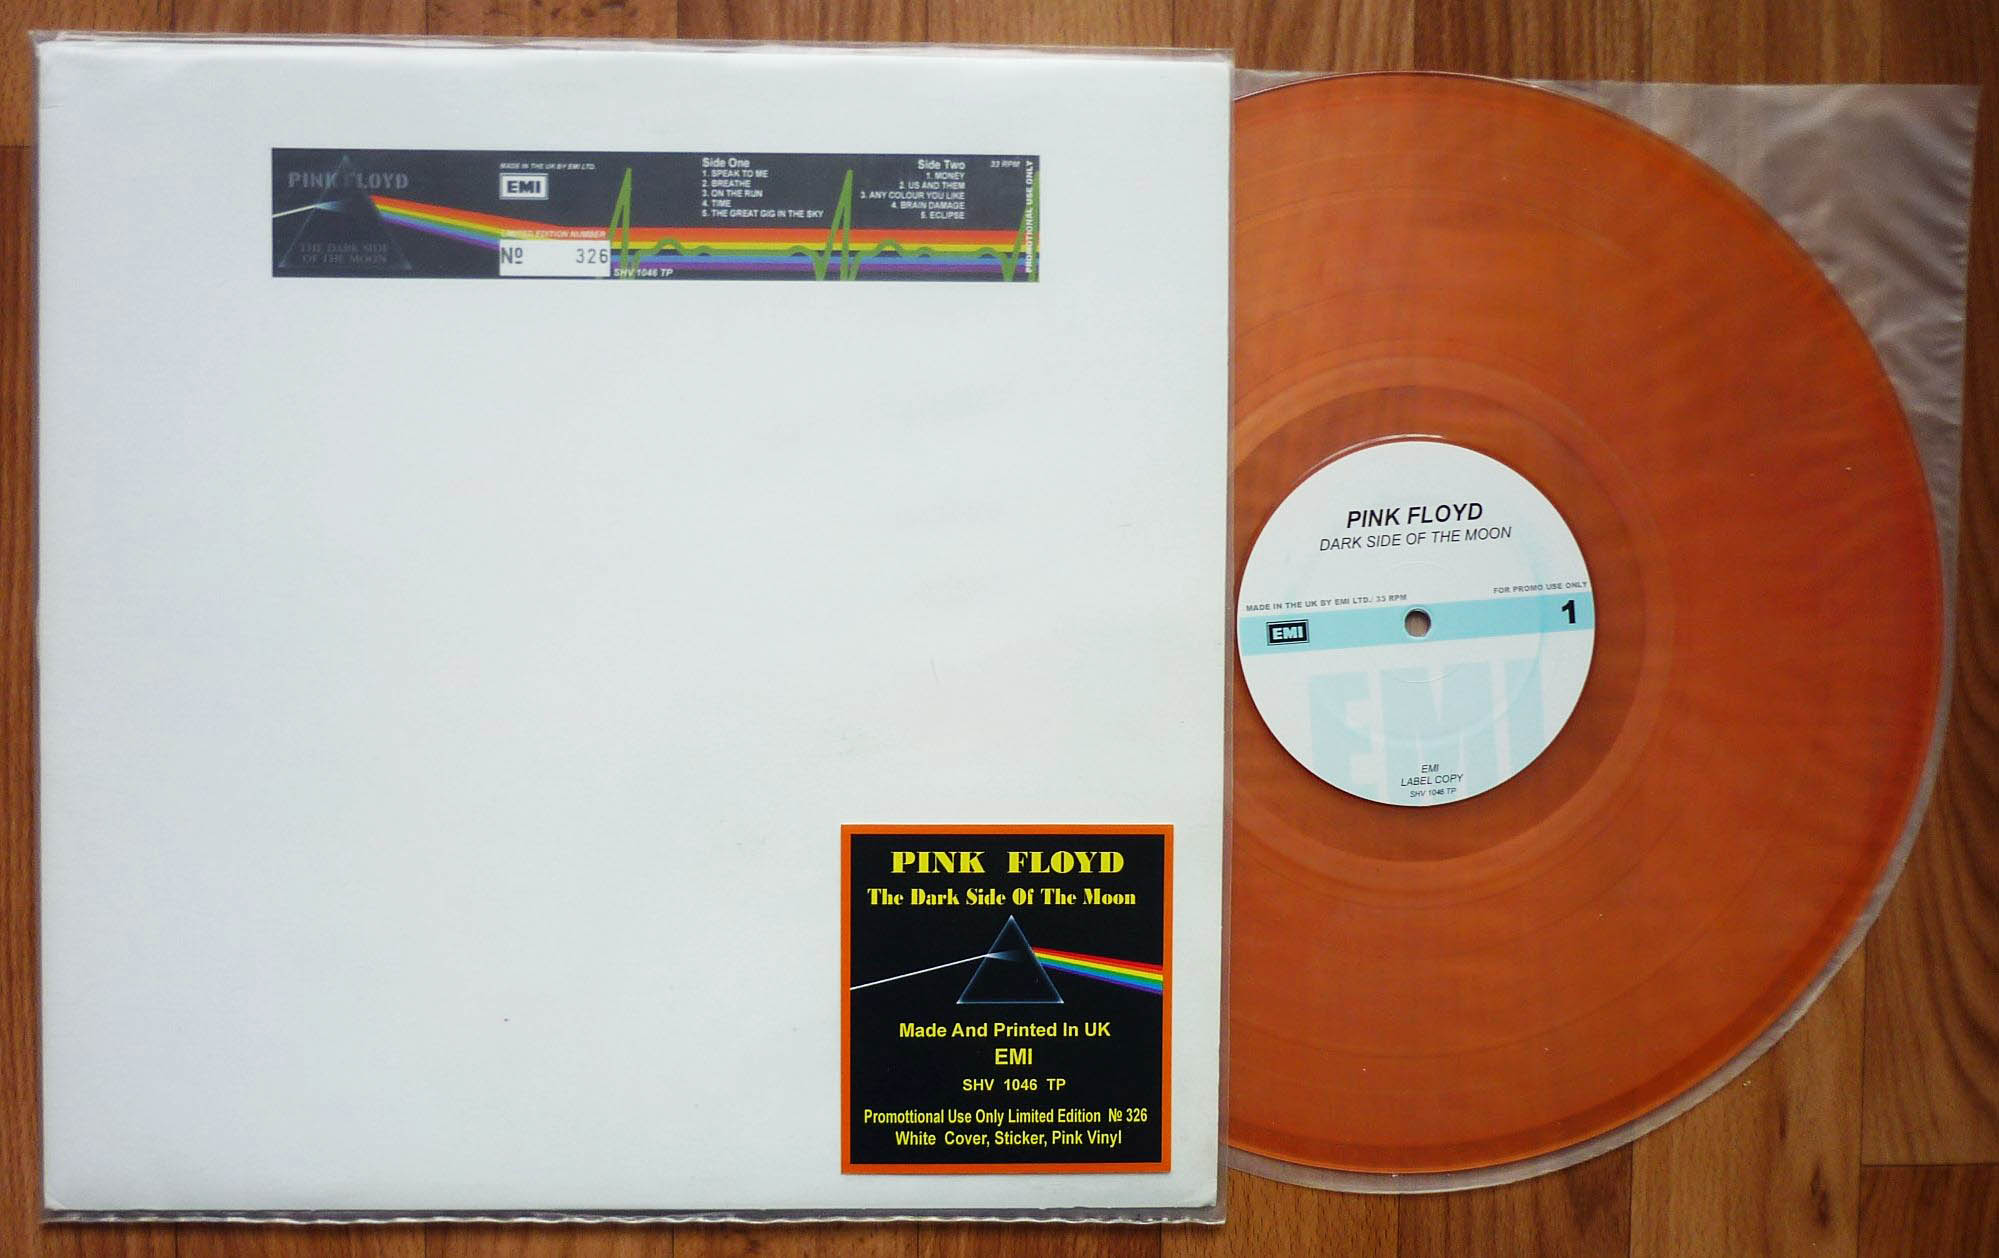 PINK FLOYD
THE DARK SIDE
OF THE MOON
MADE IN THE UK BY EMI LTD.
EMI
LIMITED EDITION NUMBER
№ 326
SHV 1046 TP
Side One
1. SPEAK TO ME
2. BREATHE
3. ON THE RUN
4. TIME
5. THE GREAT GIG IN THE SKY
Side Two
1. MONEY
2. US AND THEM
3. ANY COLOUR YOU LIKE
4. BRAIN DAMAGE
5. ECLIPSE
33 RPM
PROMOTIONAL USE ONLY
PINK FLOYD
DARK SIDE OF THE MOON
MADE IN THE UK BY EMI LTD./ 33 RPM
FOR PROMO USE ONLY
EMI
1
EMI
EMI
LABEL COPY
SHV 1046 TP
PINK FLOYD
The Dark Side Of The Moon
Made And Printed In UK
EMI
SHV 1046 TP
Promottional Use Only Limited Edition № 326
White Cover, Sticker, Pink Vinyl